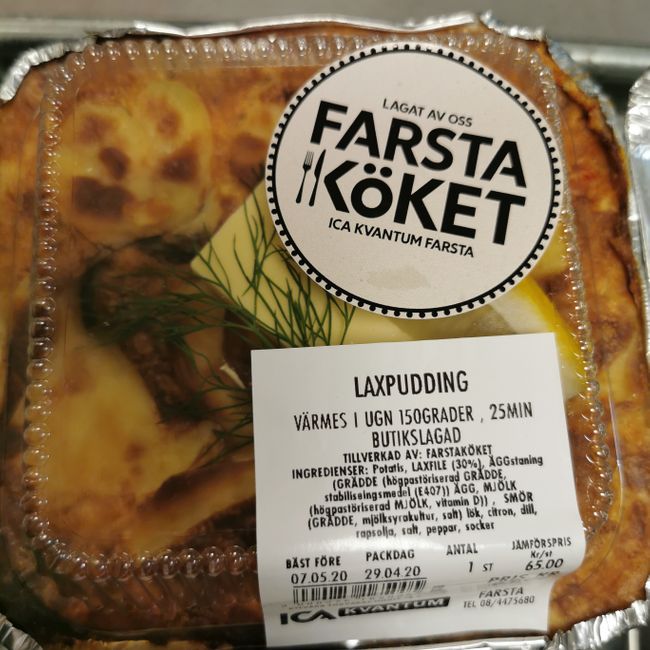 LAGAT AV OSS
FARSTA
KÖKET
ICA KVANTUM FARSTA
LAXPUDDING
VÄRMES I UGN 150GRADER , 25MIN
BUTIKSLAGAD
TILLVERKAD AV: FARSTAKÖKET
INGREDIENSER: Potatis, LAXFILE (30%), ÄGGstaning
(GRÄDDE (högpastöriserad GRÄDDE,
stabiliseingsmedel (E407)) ÄGG, MJÖLK
(högpastöriserad MJÖLK, vitamin D)) , SMÖR
(GRÄDDE, mjölksyrakultur, salt) lök, citron, dill,
rapsolja, salt, peppar, socker
BÄST FÖRE PACKDAG ANTAL JÄMFÖRSPRIS
Kr/st
07.05.20 29.04.20 1 ST 65.00
PRIS KR
ICA KVANTUM FARSTA
TEL 08/4475680